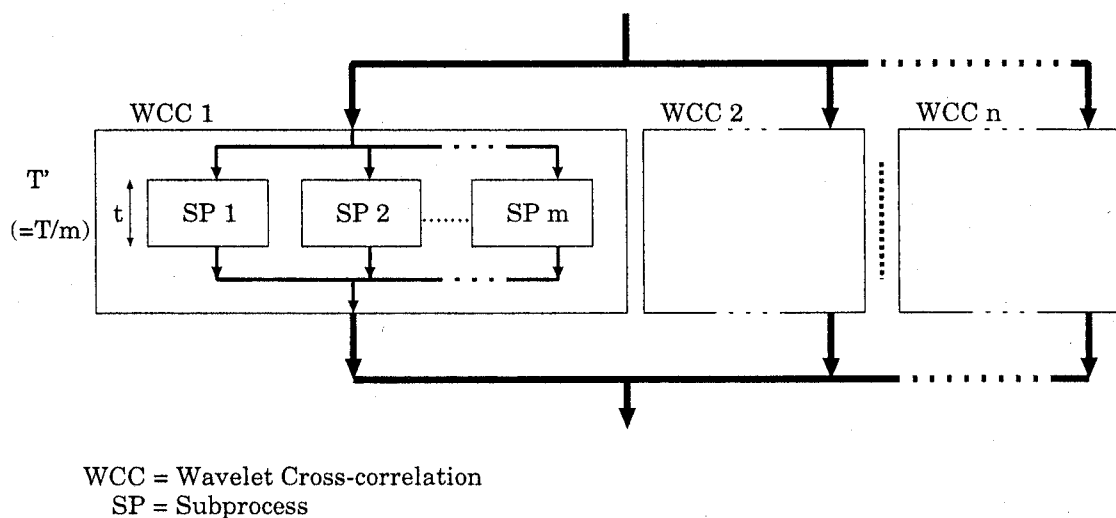 WCC 1
WCC 2
WCC n
T'
(=T/m)
t
SP 1
SP 2
.......
SP m
WCC = Wavelet Cross-correlation
SP = Subprocess